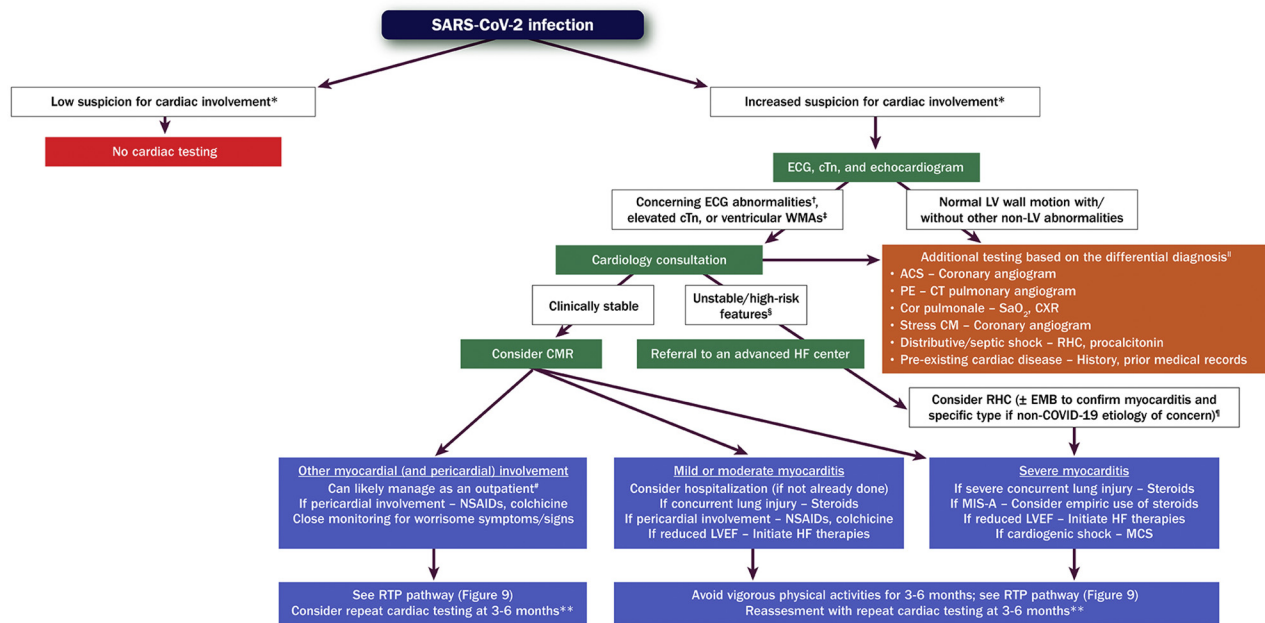 SARS-CoV-2 infection
Low suspicion for cardiac involvement*
Increased suspicion for cardiac involvement*
No cardiac testing
ECG, cTn, and echocardiogram
Concerning ECG abnormalities†,
elevated cTn, or ventricular WMAs‡
Normal LV wall motion with/
without other non-LV abnormalities
Cardiology consultation
Additional testing based on the differential diagnosis‖
• ACS – Coronary angiogram
• PE – CT pulmonary angiogram
• Cor pulmonale – SaO₂, CXR
• Stress CM – Coronary angiogram
• Distributive/septic shock – RHC, procalcitonin
• Pre-existing cardiac disease – History, prior medical records
Clinically stable
Unstable/high-risk
features§
Consider CMR
Referral to an advanced HF center
Consider RHC (± EMB to confirm myocarditis and
specific type if non-COVID-19 etiology of concern)¶
Other myocardial (and pericardial) involvement
Can likely manage as an outpatient#
If pericardial involvement – NSAIDs, colchicine
Close monitoring for worrisome symptoms/signs
Mild or moderate myocarditis
Consider hospitalization (if not already done)
If concurrent lung injury – Steroids
If pericardial involvement – NSAIDs, colchicine
If reduced LVEF – Initiate HF therapies
Severe myocarditis
If severe concurrent lung injury – Steroids
If MIS-A – Consider empiric use of steroids
If reduced LVEF – Initiate HF therapies
If cardiogenic shock – MCS
See RTP pathway (Figure 9)
Consider repeat cardiac testing at 3-6 months**
Avoid vigorous physical activities for 3-6 months; see RTP pathway (Figure 9)
Reassesment with repeat cardiac testing at 3-6 months**